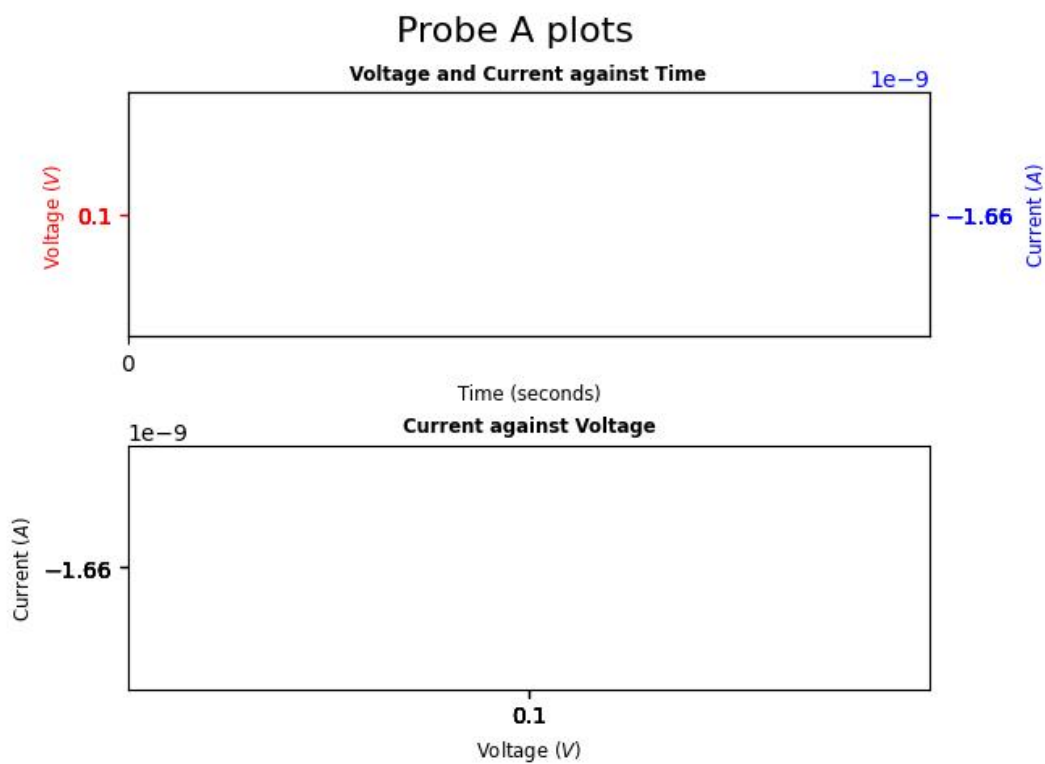 Probe A plots
Voltage and Current against Time
1e−9
Voltage (V)
0.1
−1.66
Current (A)
0
Time (seconds)
Current against Voltage
1e−9
Current (A)
−1.66
0.1
Voltage (V)